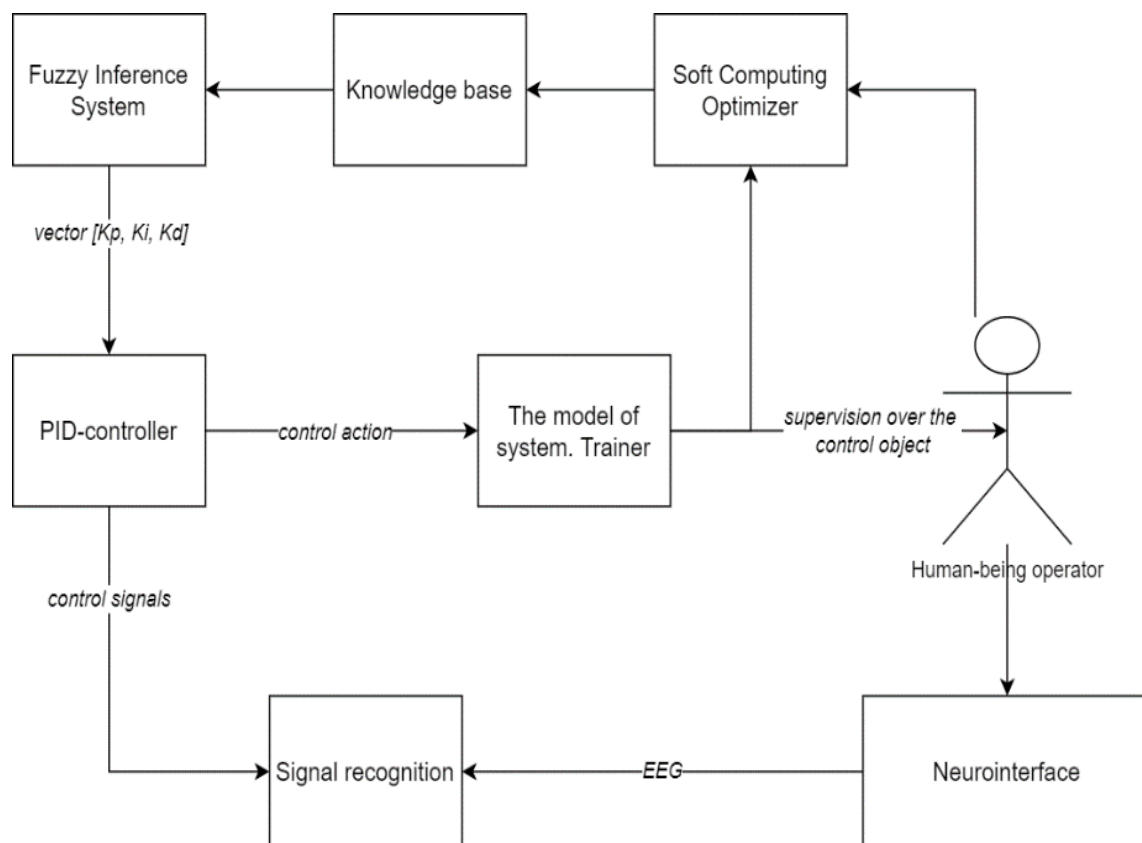 Fuzzy Inference
System
Knowledge base
Soft Computing
Optimizer
vector [Kp, Ki, Kd]
PID-controller
control action
The model of
system. Trainer
supervision over the
control object
Human-being operator
control signals
Signal recognition
EEG
Neurointerface